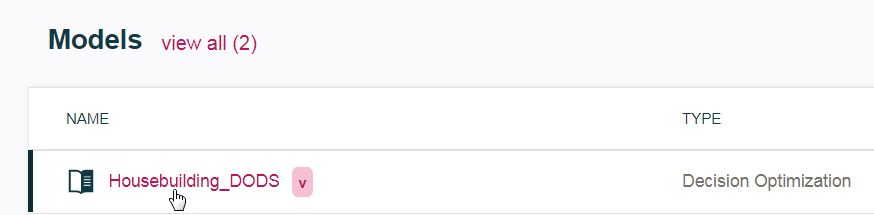 Models view all (2)
NAME TYPE
Housebuilding_DODS v Decision Optimization